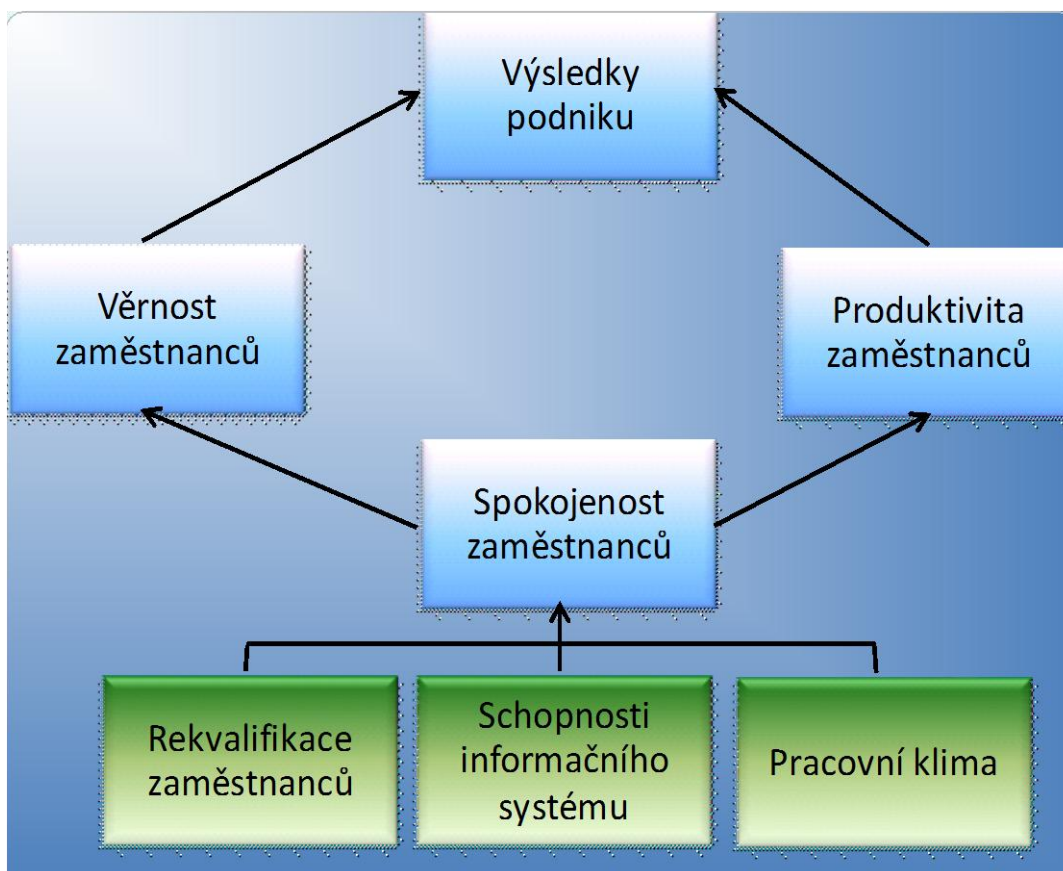 Výsledky
podniku
Věrnost
zaměstnanců
Produktivita
zaměstnanců
Spokojenost
zaměstnanců
Rekvalifikace
zaměstnanců
Schopnosti
informačního
systému
Pracovní klima